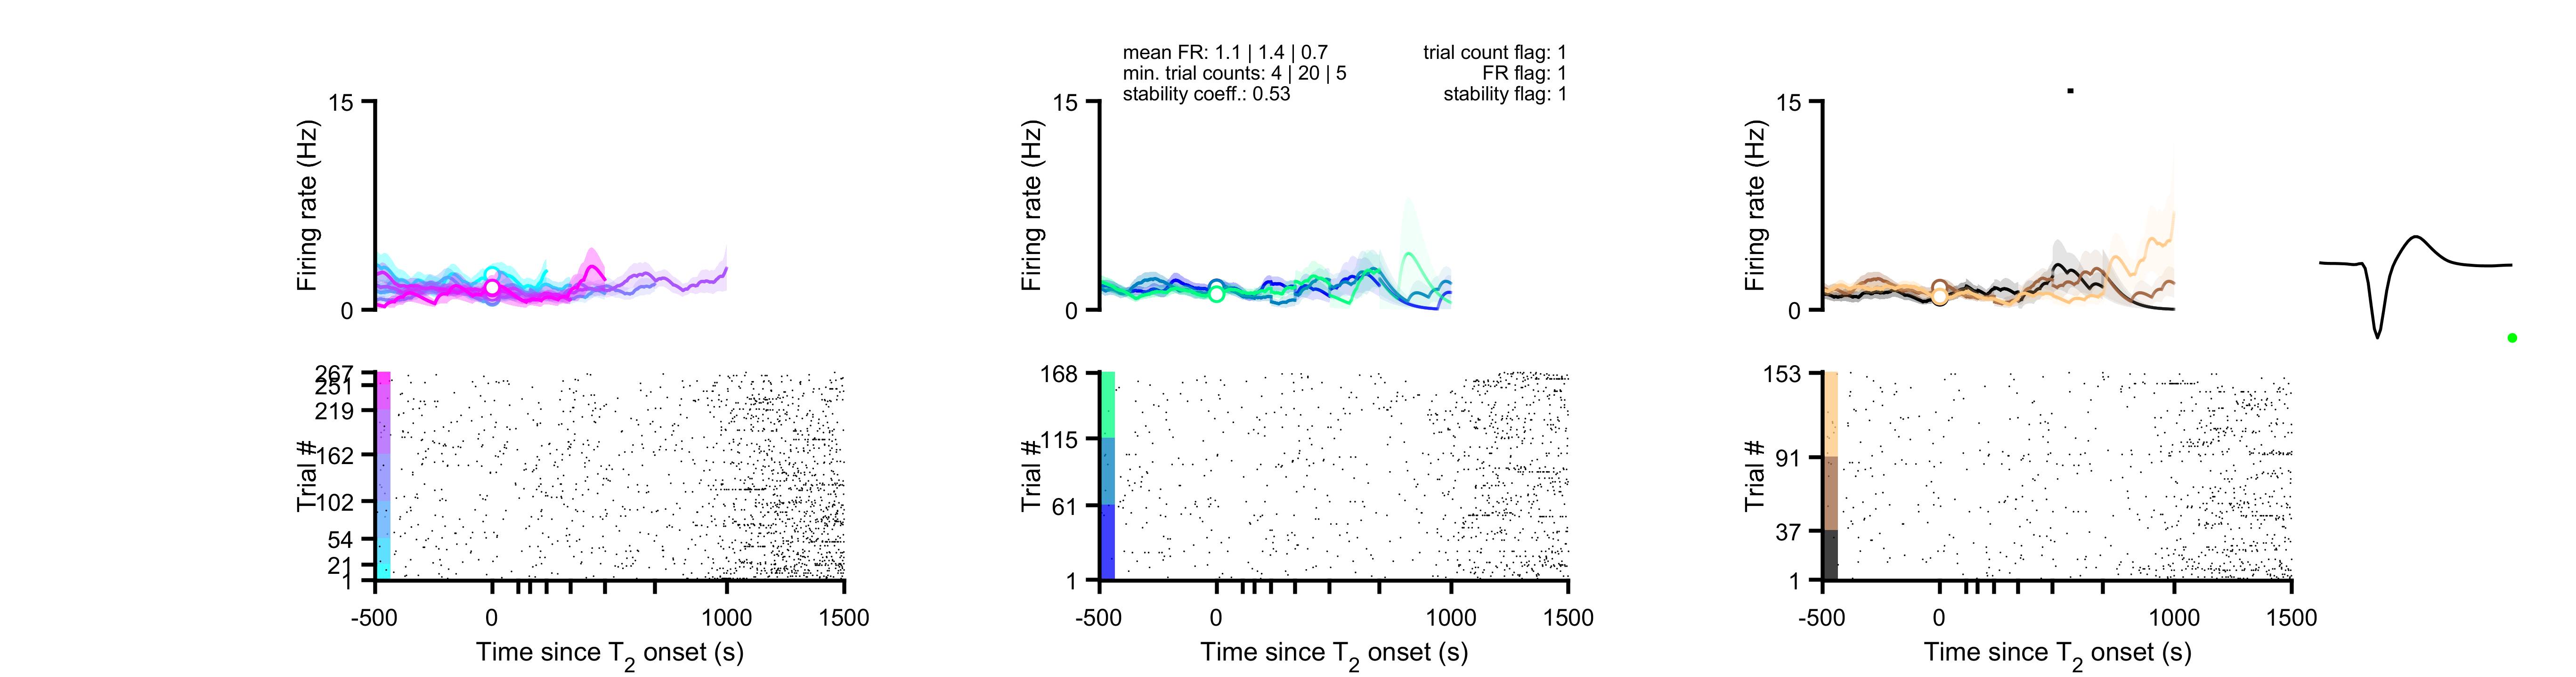 mean FR: 1.1 | 1.4 | 0.7
min. trial counts: 4 | 20 | 5
stability coeff.: 0.53
trial count flag: 1
FR flag: 1
stability flag: 1
15
Firing rate (Hz)
0
267
251
219
162
102
54
21
1
Trial #
-500 0 1000 1500
Time since T2 onset (s)
15
Firing rate (Hz)
0
168
115
61
1
Trial #
-500 0 1000 1500
Time since T2 onset (s)
15
Firing rate (Hz)
0
153
91
37
1
Trial #
-500 0 1000 1500
Time since T2 onset (s)